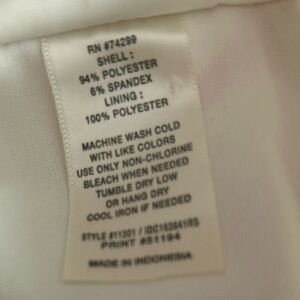 RN #74299
SHELL :
94% POLYESTER
6% SPANDEX
LINING :
100% POLYESTER
MACHINE WASH COLD
WITH LIKE COLORS
USE ONLY NON-CHLORINE
BLEACH WHEN NEEDED
TUMBLE DRY LOW
OR HANG DRY
COOL IRON IF NEEDED
STYLE #11301 / IDC163841RS
PRINT #S1194
MADE IN INDONESIA